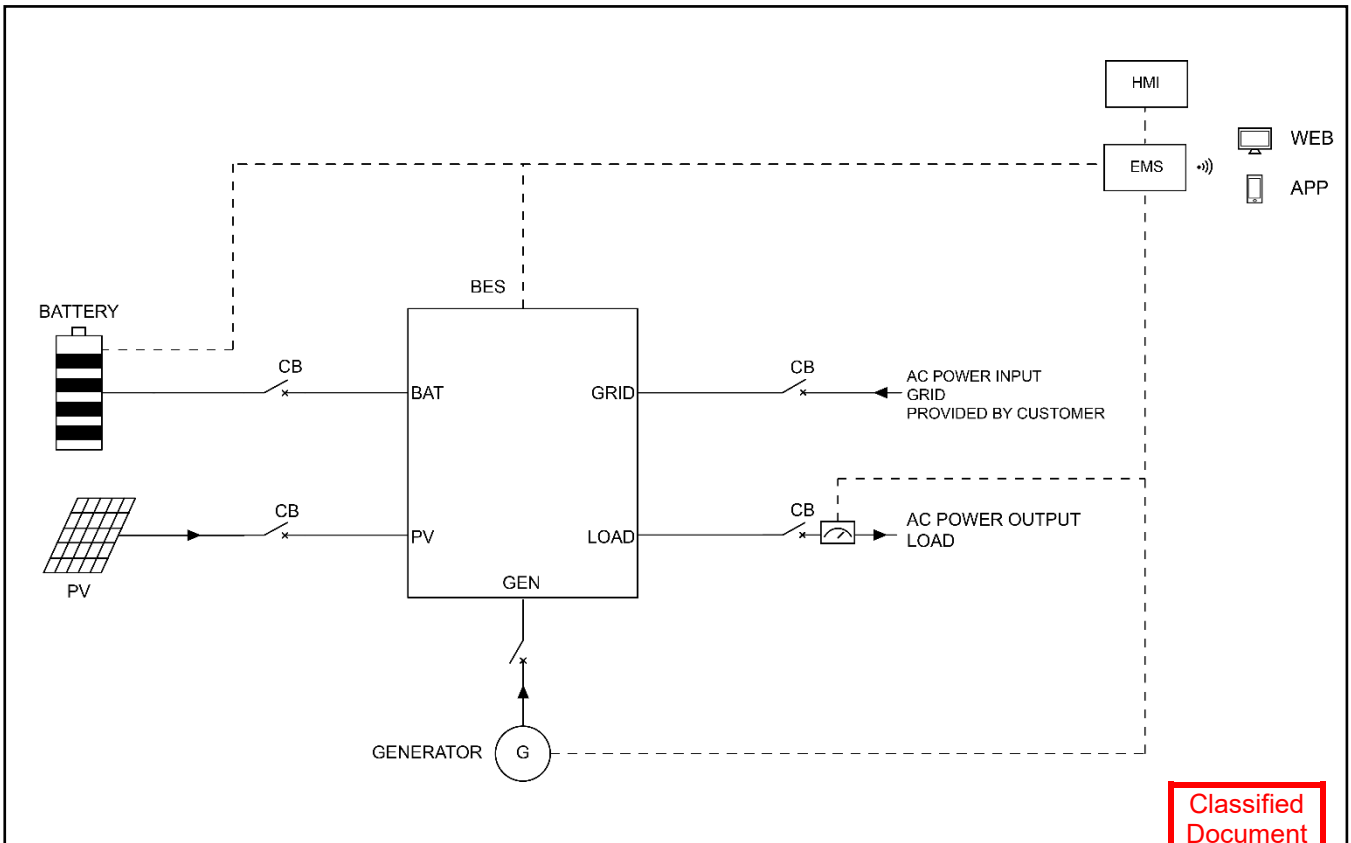 HMI
EMS
WEB
APP
BES
BATTERY
CB
BAT
GRID
CB
AC POWER INPUT
GRID
PROVIDED BY CUSTOMER
PV
CB
PV
LOAD
CB
AC POWER OUTPUT
LOAD
GEN
GENERATOR
G
Classified
Document